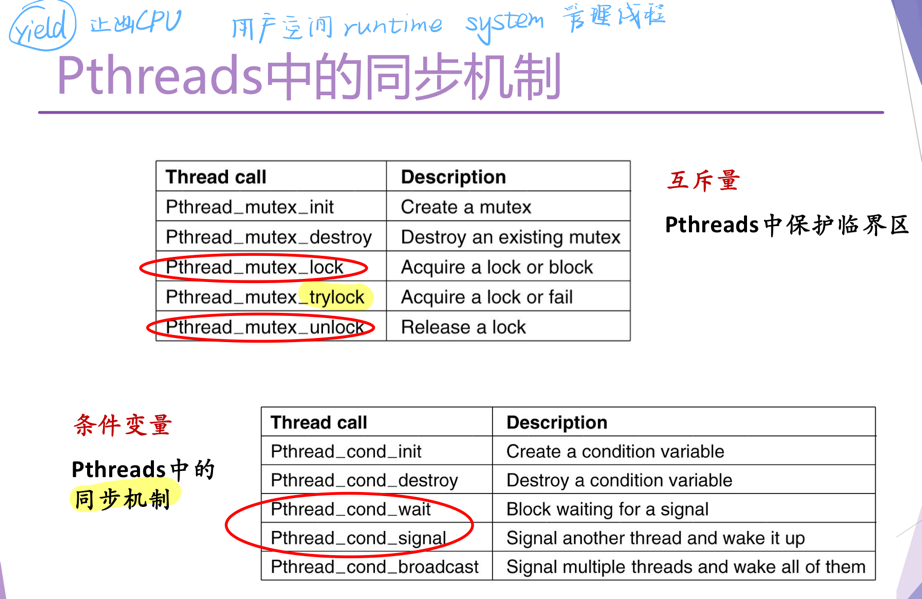 yield 让出CPU 用户空间 runtime system 管理线程
Pthreads中的同步机制
Thread call Description
Pthread_mutex_init Create a mutex
Pthread_mutex_destroy Destroy an existing mutex
Pthread_mutex_lock Acquire a lock or block
Pthread_mutex_trylock Acquire a lock or fail
Pthread_mutex_unlock Release a lock
互斥量
Pthreads中保护临界区
条件变量
Pthreads中的
同步机制
Thread call Description
Pthread_cond_init Create a condition variable
Pthread_cond_destroy Destroy a condition variable
Pthread_cond_wait Block waiting for a signal
Pthread_cond_signal Signal another thread and wake it up
Pthread_cond_broadcast Signal multiple threads and wake all of them